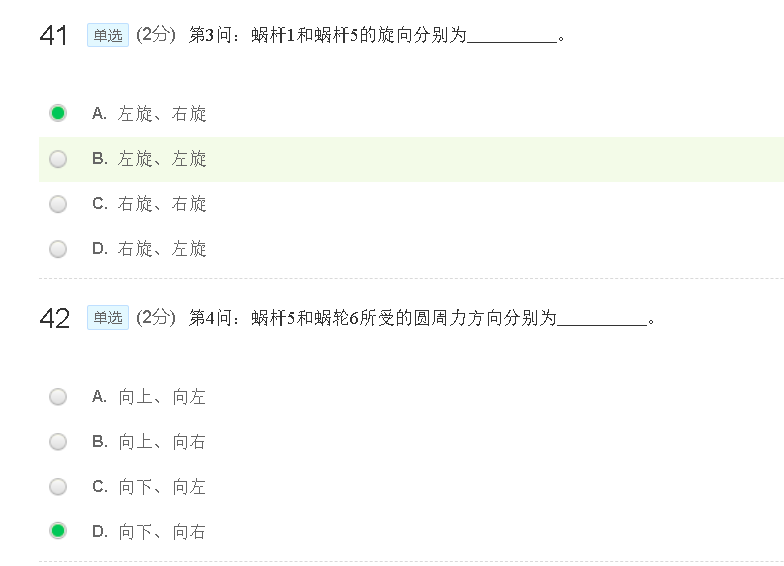 41 单选 (2分) 第3问：蜗杆1和蜗杆5的旋向分别为__________。
A. 左旋、右旋
B. 左旋、左旋
C. 右旋、右旋
D. 右旋、左旋
42 单选 (2分) 第4问：蜗杆5和蜗轮6所受的圆周力方向分别为__________。
A. 向上、向左
B. 向上、向右
C. 向下、向左
D. 向下、向右